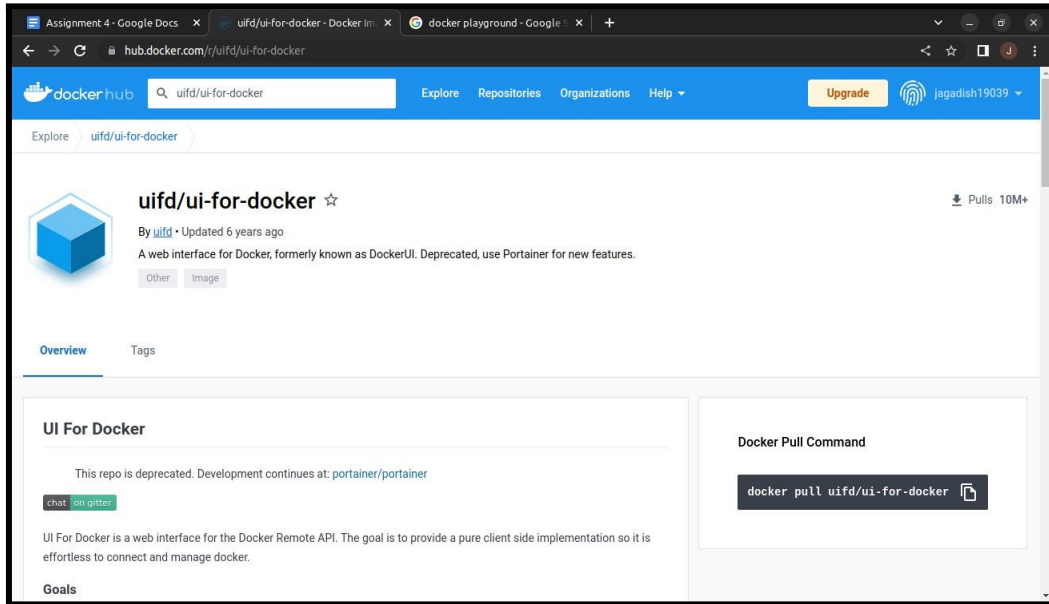 Assignment 4 - Google Docs
uifd/ui-for-docker - Docker Im
docker playground - Google S
hub.docker.com/r/uifd/ui-for-docker
J
dockerhub
uifd/ui-for-docker
Explore Repositories Organizations Help
Upgrade
jagadish19039
Explore uifd/ui-for-docker
uifd/ui-for-docker
Pulls 10M+
By uifd • Updated 6 years ago
A web interface for Docker, formerly known as DockerUI. Deprecated, use Portainer for new features.
Other Image
Overview Tags
UI For Docker
This repo is deprecated. Development continues at: portainer/portainer
chat on gitter
UI For Docker is a web interface for the Docker Remote API. The goal is to provide a pure client side implementation so it is
effortless to connect and manage docker.
Goals
Docker Pull Command
docker pull uifd/ui-for-docker